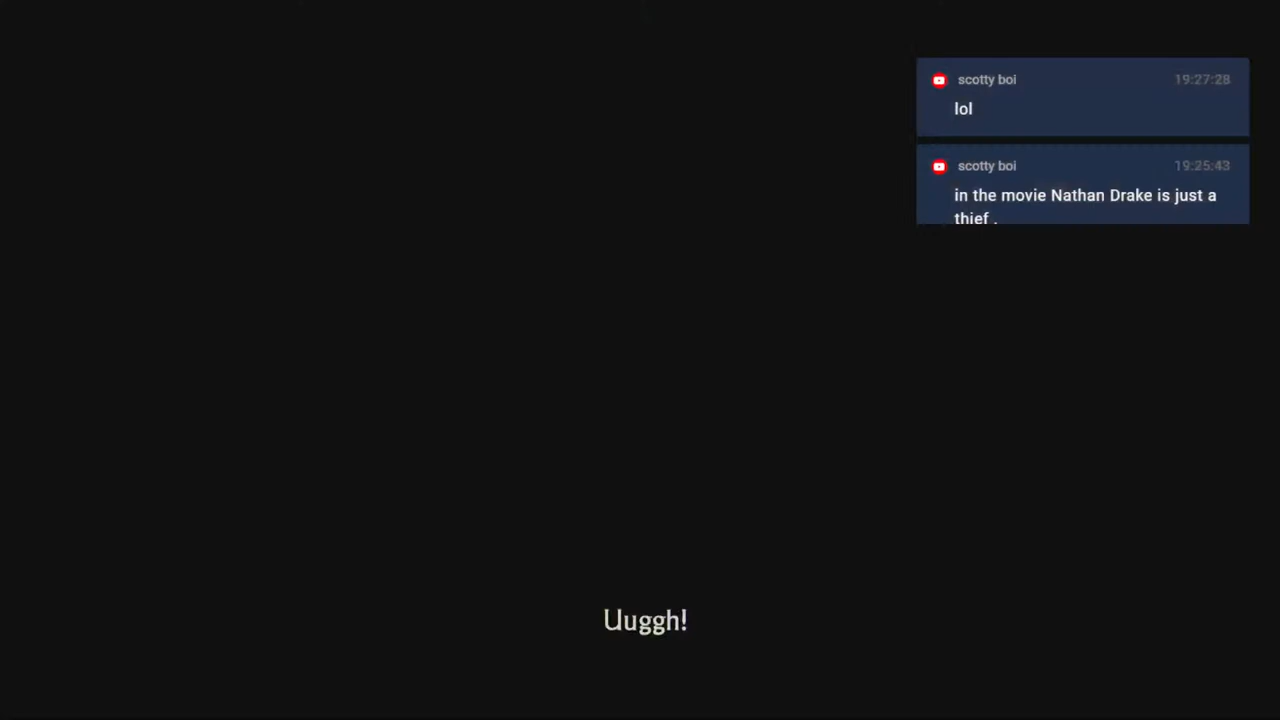 scotty boi 19:27:28
lol
scotty boi 19:25:43
in the movie Nathan Drake is just a
thief .
Uuggh!